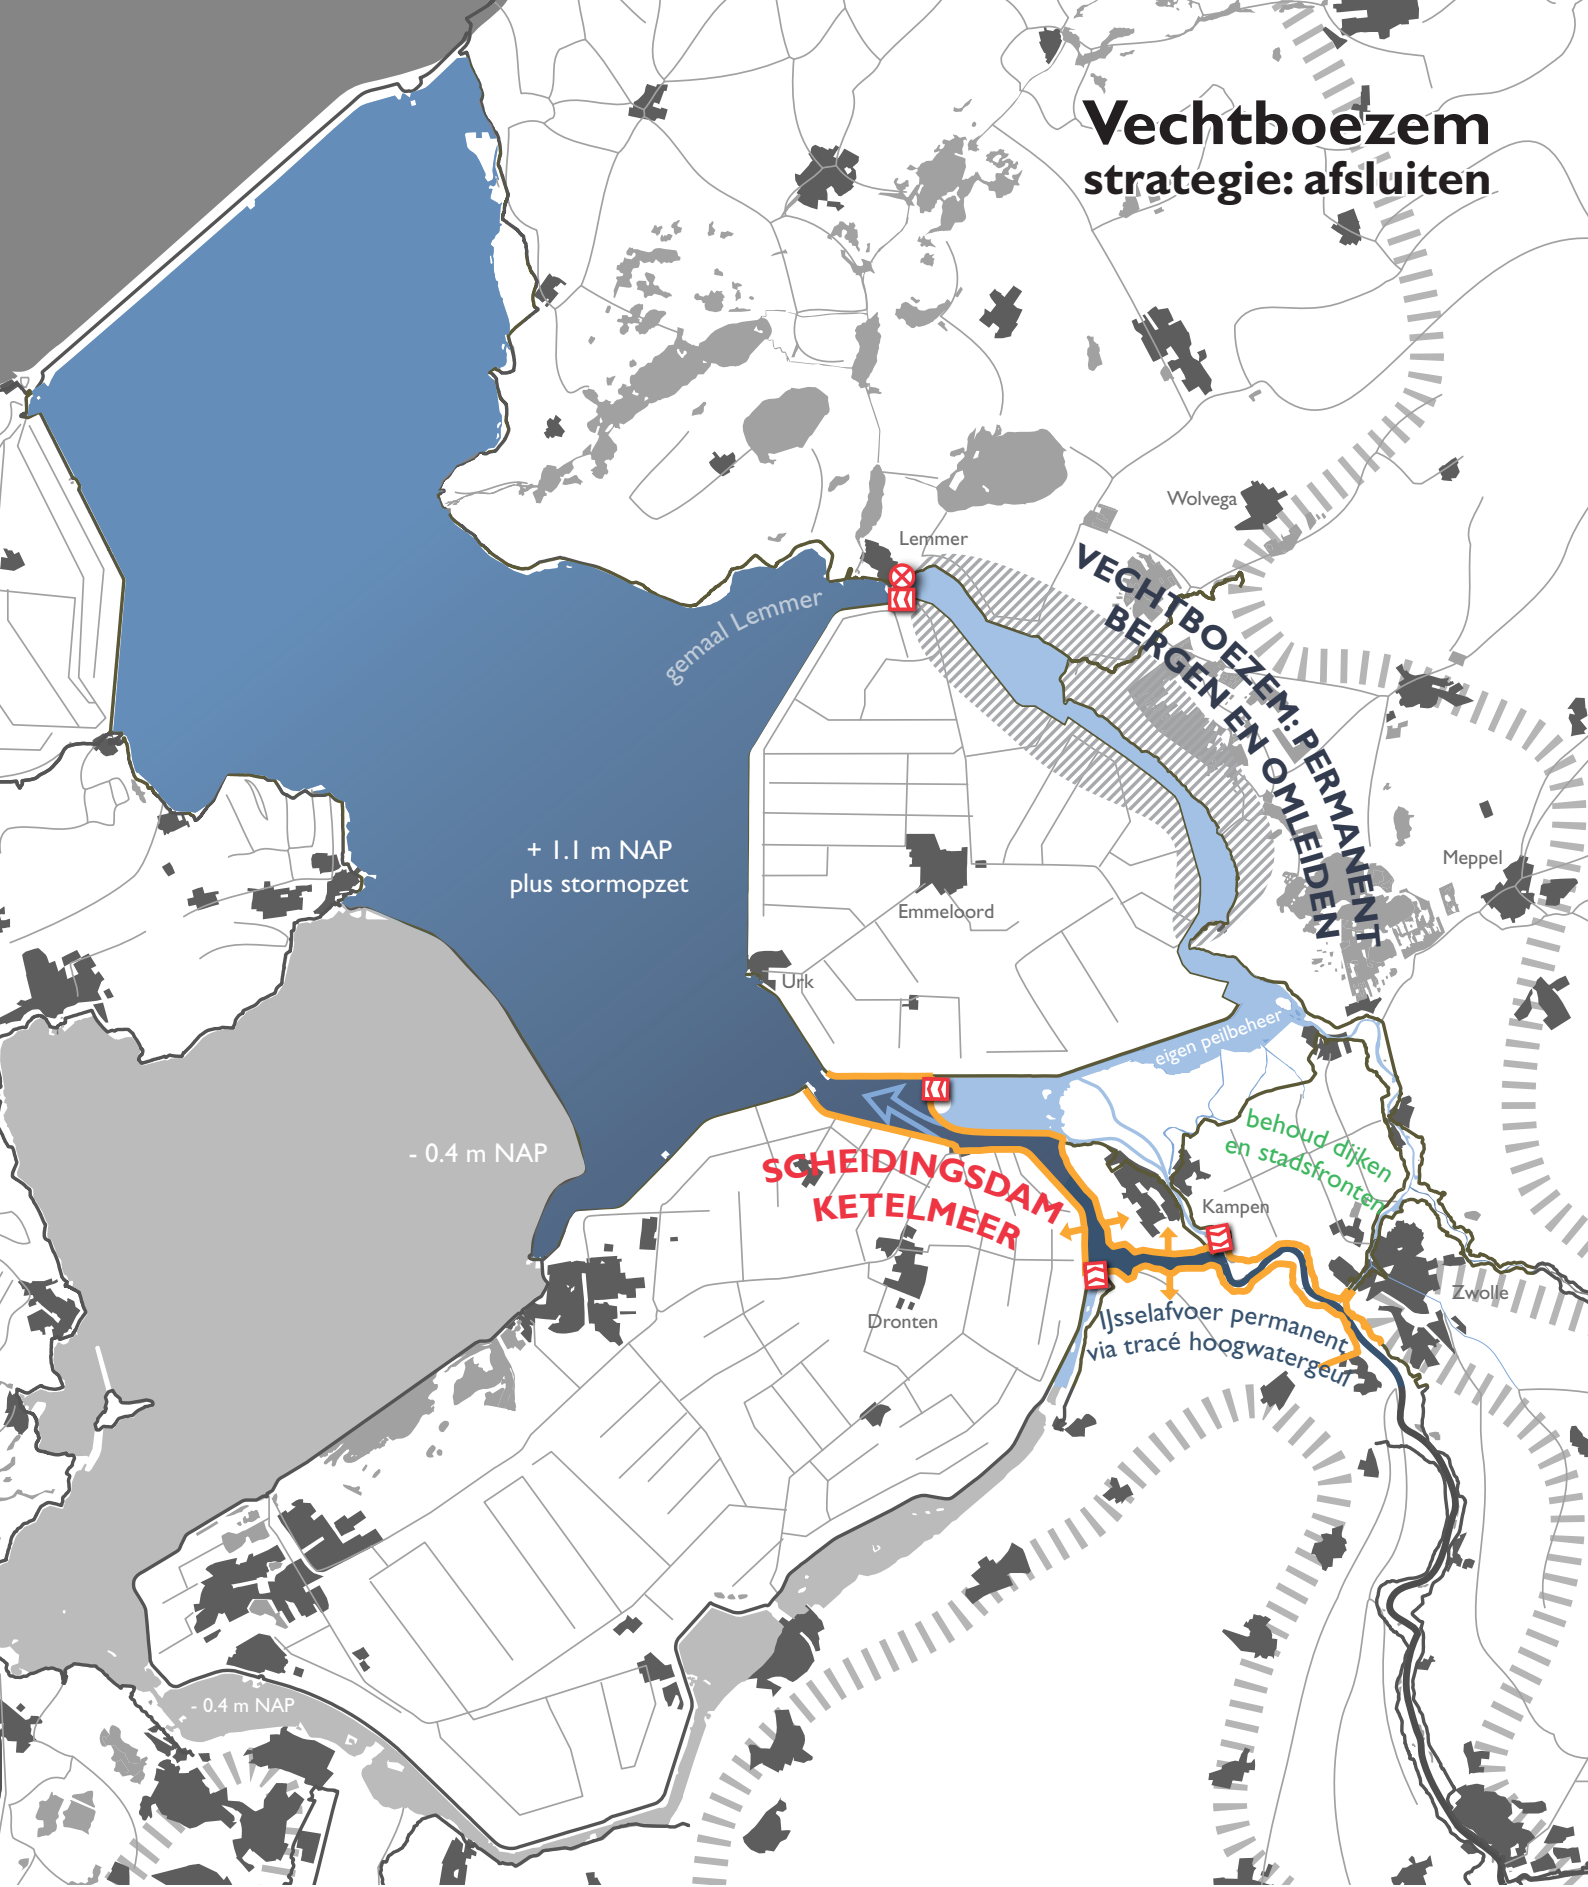 Vechtboezem
strategie: afsluiten
Wolvega
Lemmer
gemaal Lemmer
VECHTBOEZEM: PERMANENT
BERGEN EN OMLEIDEN
+ 1.1 m NAP
plus stormopzet
Meppel
Emmeloord
Urk
eigen peilbeheer
- 0.4 m NAP
behoud dijken
en stadsfronten
SCHEIDINGSDAM
KETELMEER
Kampen
Zwolle
Dronten
IJsselafvoer permanent
via tracé hoogwatergeul
- 0.4 m NAP